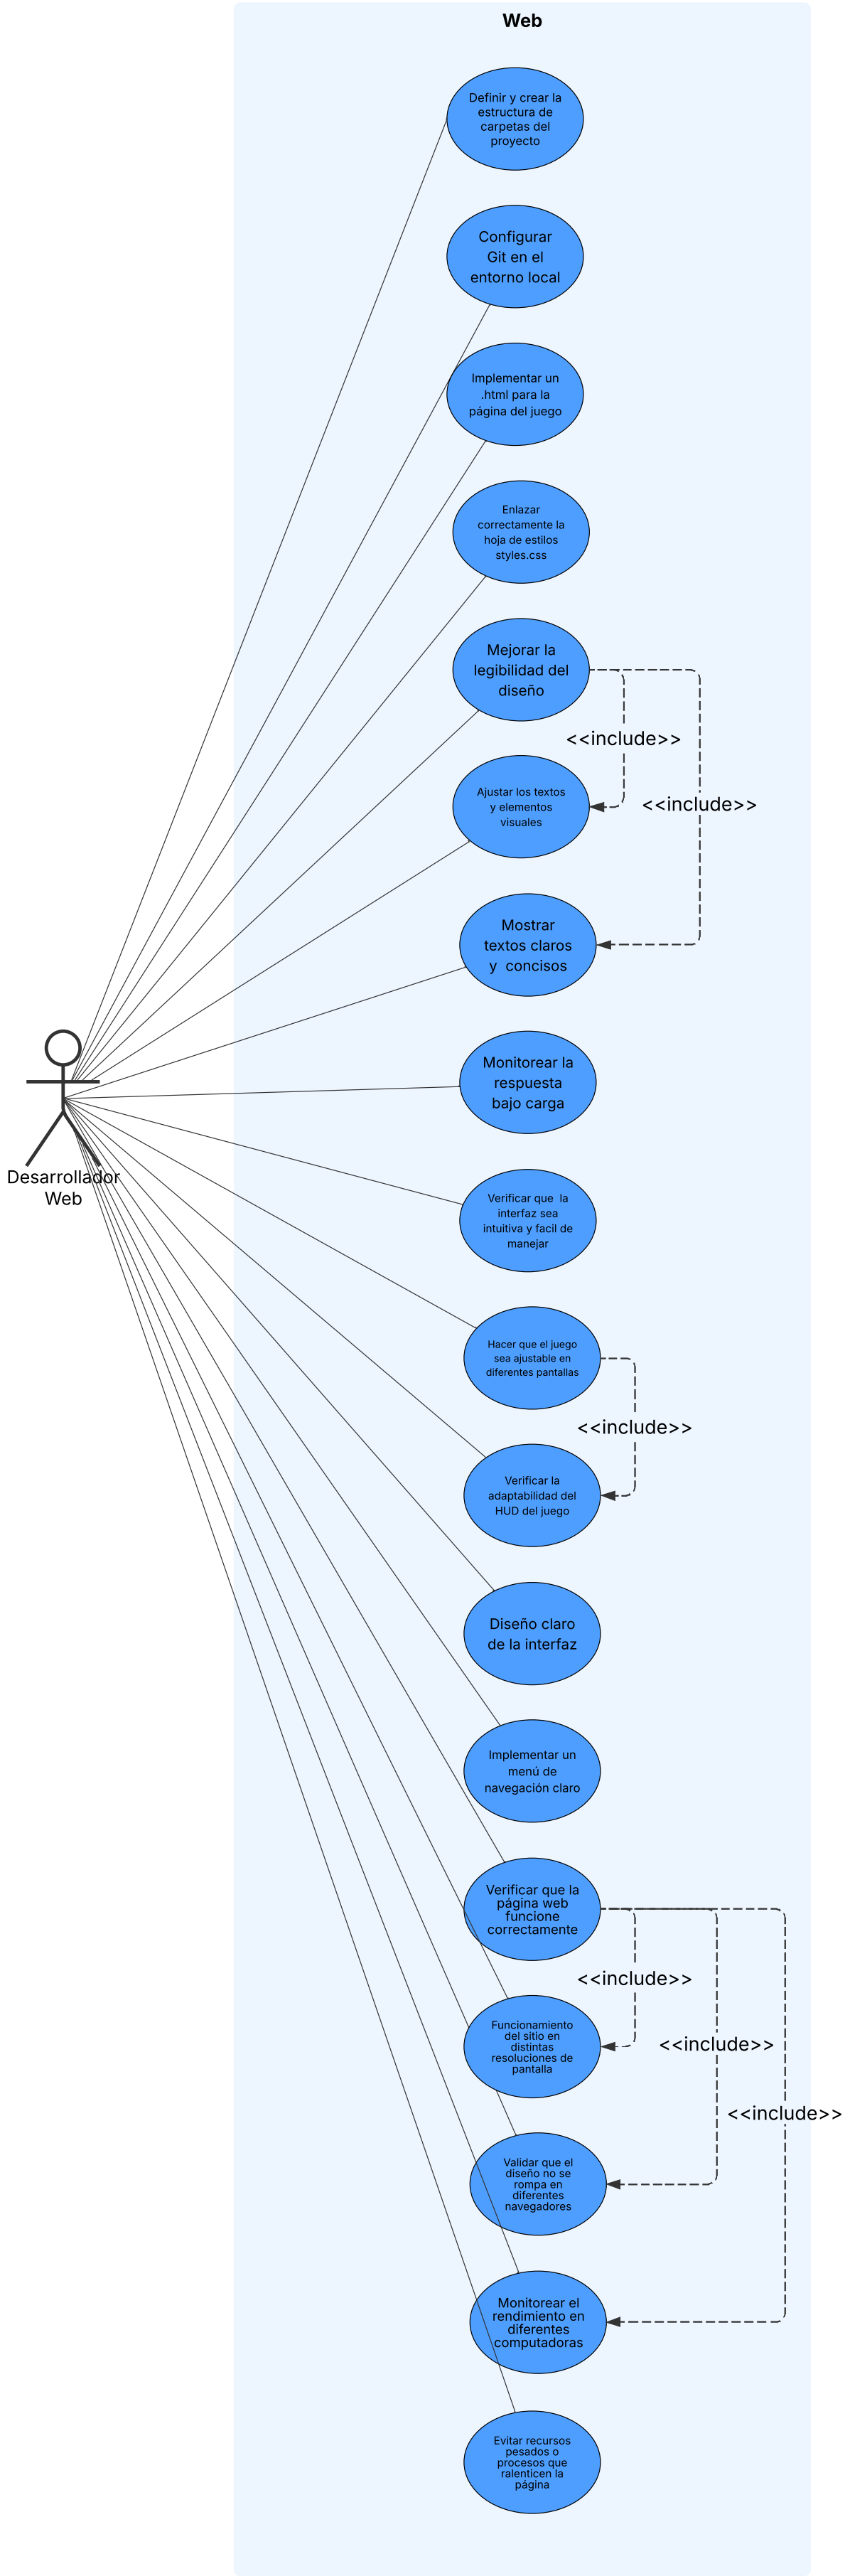 Web
Definir y crear la
estructura de
carpetas del
proyecto
Configurar
Git en el
entorno local
Implementar un
.html para la
página del juego
Enlazar
correctamente la
hoja de estilos
styles.css
Mejorar la
legibilidad del
diseño
<<include>>
Ajustar los textos
y elementos
visuales
<<include>>
Mostrar
textos claros
y  concisos
Monitorear la
respuesta
bajo carga
Desarrollador
Web
Verificar que  la
interfaz sea
intuitiva y facil de
manejar
Hacer que el juego
sea ajustable en
diferentes pantallas
<<include>>
Verificar la
adaptabilidad del
HUD del juego
Diseño claro
de la interfaz
Implementar un
menú de
navegación claro
Verificar que la
página web
funcione
correctamente
<<include>>
Funcionamiento
del sitio en
distintas
resoluciones de
pantalla
<<include>>
<<include>>
Validar que el
diseño no se
rompa en
diferentes
navegadores
Monitorear el
rendimiento en
diferentes
computadoras
Evitar recursos
pesados o
procesos que
ralenticen la
página